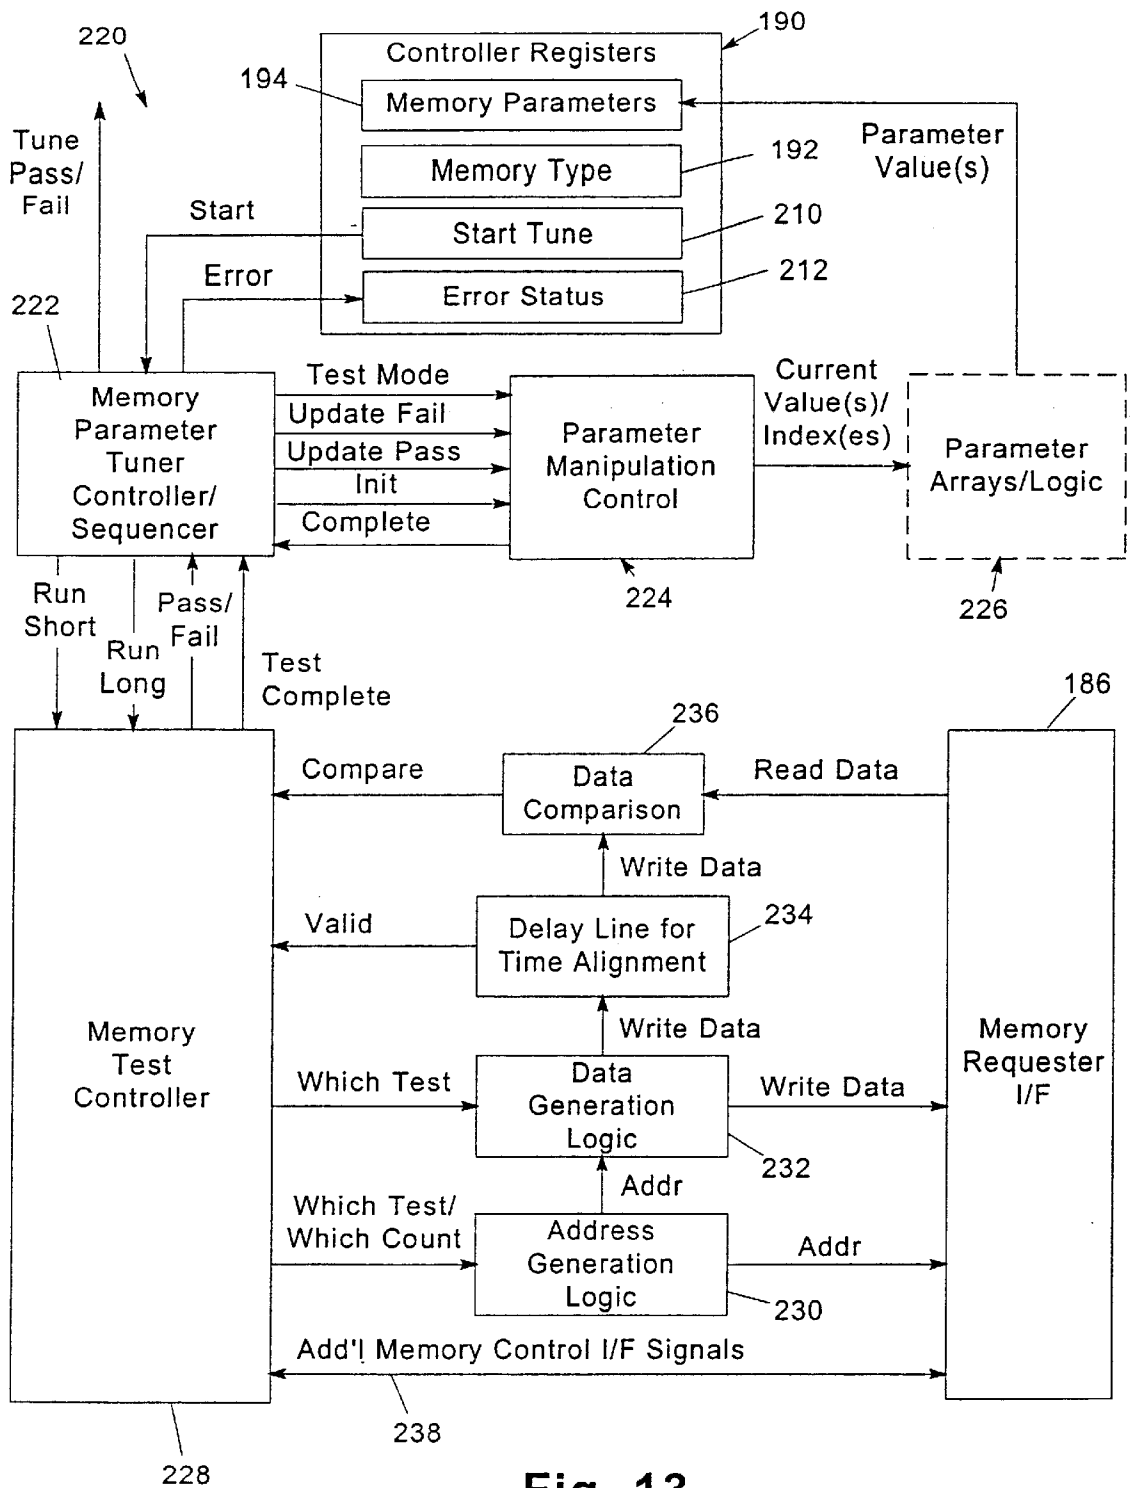 220
190
Controller Registers
194
Memory Parameters
Tune
Pass/
Fail
Parameter
Value(s)
192
Memory Type
Start
210
Start Tune
Error
212
Error Status
222
Memory
Parameter
Tuner
Controller/
Sequencer
Test Mode
Update Fail
Update Pass
Init
Complete
Parameter
Manipulation
Control
224
Current
Value(s)/
Index(es)
Parameter
Arrays/Logic
226
Run
Short
Run
Long
Pass/
Fail
Test
Complete
186
236
Compare
Data
Comparison
Read Data
Write Data
Valid
Delay Line for
Time Alignment
234
Write Data
Memory
Test
Controller
Memory
Requester
I/F
Which Test
Data
Generation
Logic
Write Data
232
Addr
Which Test/
Which Count
Address
Generation
Logic
Addr
230
Add'l Memory Control I/F Signals
238
228
Fig. 13